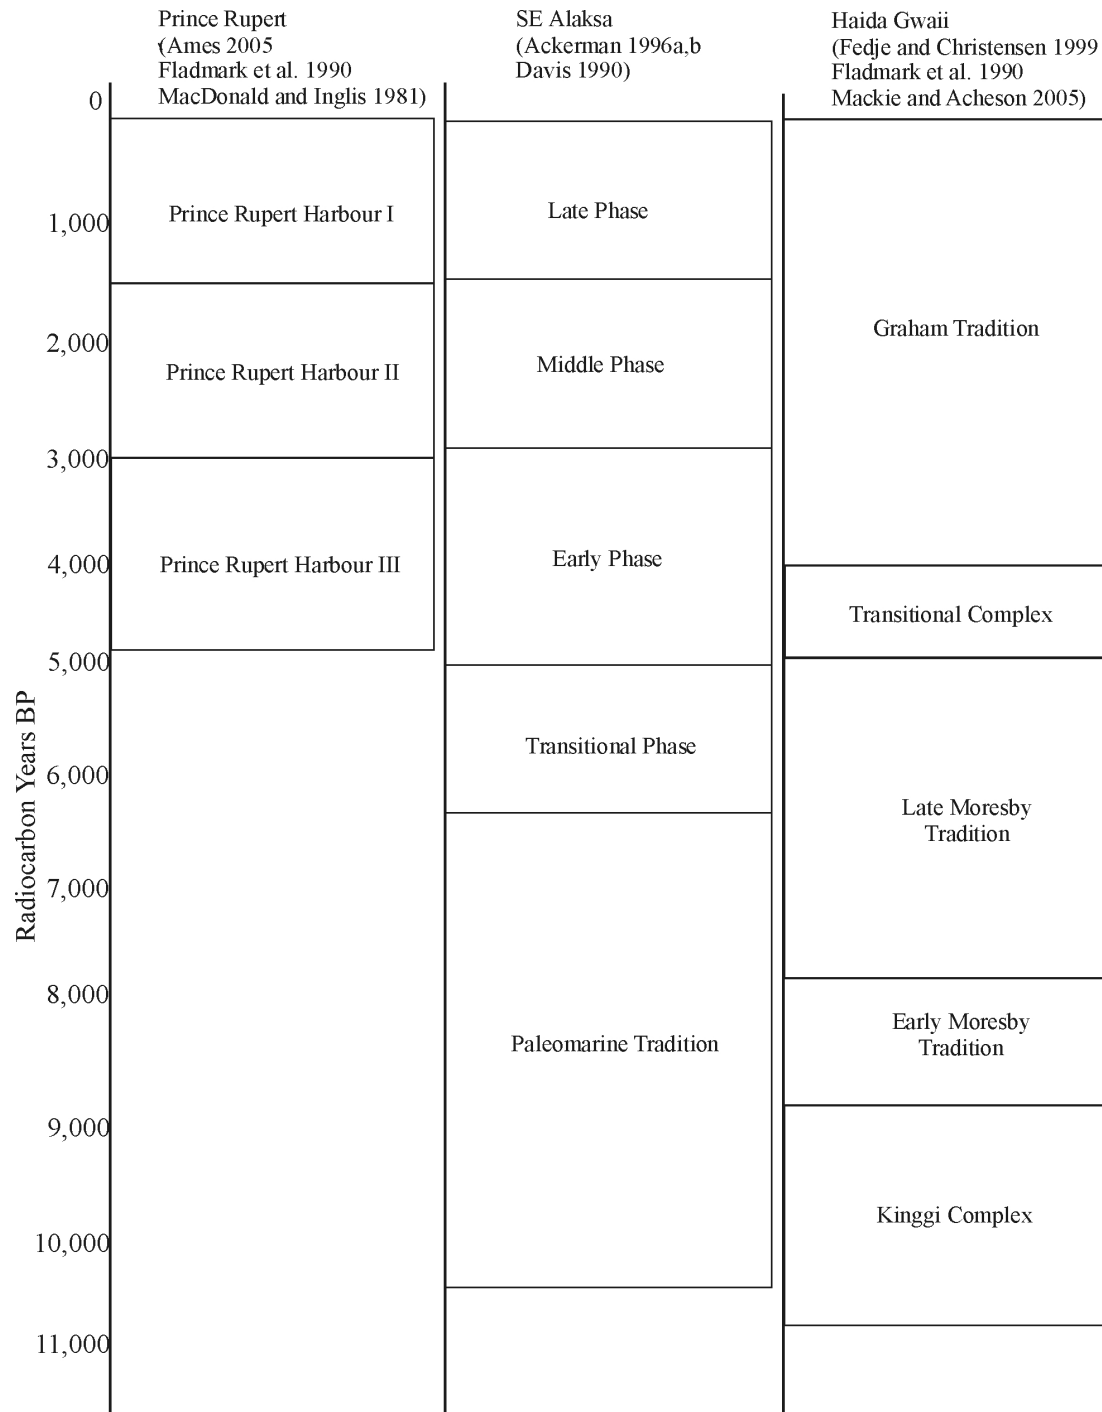 Prince Rupert
(Ames 2005
Fladmark et al. 1990
MacDonald and Inglis 1981)
SE Alaksa
(Ackerman 1996a,b
Davis 1990)
Haida Gwaii
(Fedje and Christensen 1999
Fladmark et al. 1990
Mackie and Acheson 2005)
Radiocarbon Years BP
0
1,000
2,000
3,000
4,000
5,000
6,000
7,000
8,000
9,000
10,000
11,000
Prince Rupert Harbour I
Prince Rupert Harbour II
Prince Rupert Harbour III
Late Phase
Middle Phase
Early Phase
Transitional Phase
Paleomarine Tradition
Graham Tradition
Transitional Complex
Late Moresby
Tradition
Early Moresby
Tradition
Kinggi Complex